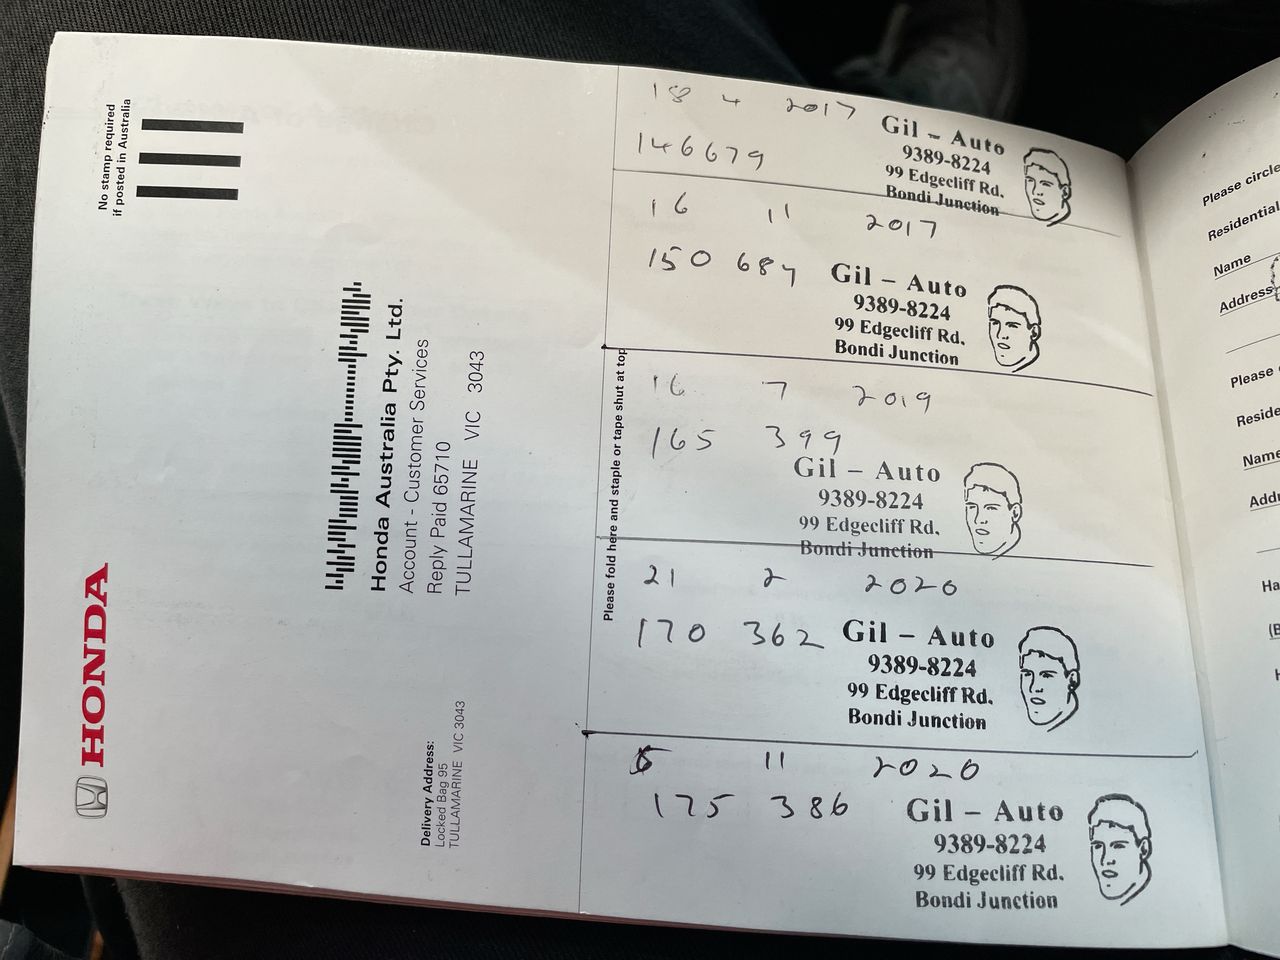 No stamp required
if posted in Australia
Honda Australia Pty. Ltd.
Account - Customer Services
Reply Paid 65710
TULLAMARINE VIC 3043
HONDA
Delivery Address:
Locked Bag 95
TULLAMARINE VIC 3043
Please fold here and staple or tape shut at top
18 4 2017
146679
Gil – Auto
9389-8224
99 Edgecliff Rd.
Bondi Junction
16 11 2017
150 684
Gil – Auto
9389-8224
99 Edgecliff Rd.
Bondi Junction
16 7 2019
165 399
Gil – Auto
9389-8224
99 Edgecliff Rd.
Bondi Junction
21 2 2020
170 362
Gil – Auto
9389-8224
99 Edgecliff Rd.
Bondi Junction
11 2020
175 386
Gil – Auto
9389-8224
99 Edgecliff Rd.
Bondi Junction
Please circle
Residential
Name
Address
Please
Reside
Name
Addr
Ha